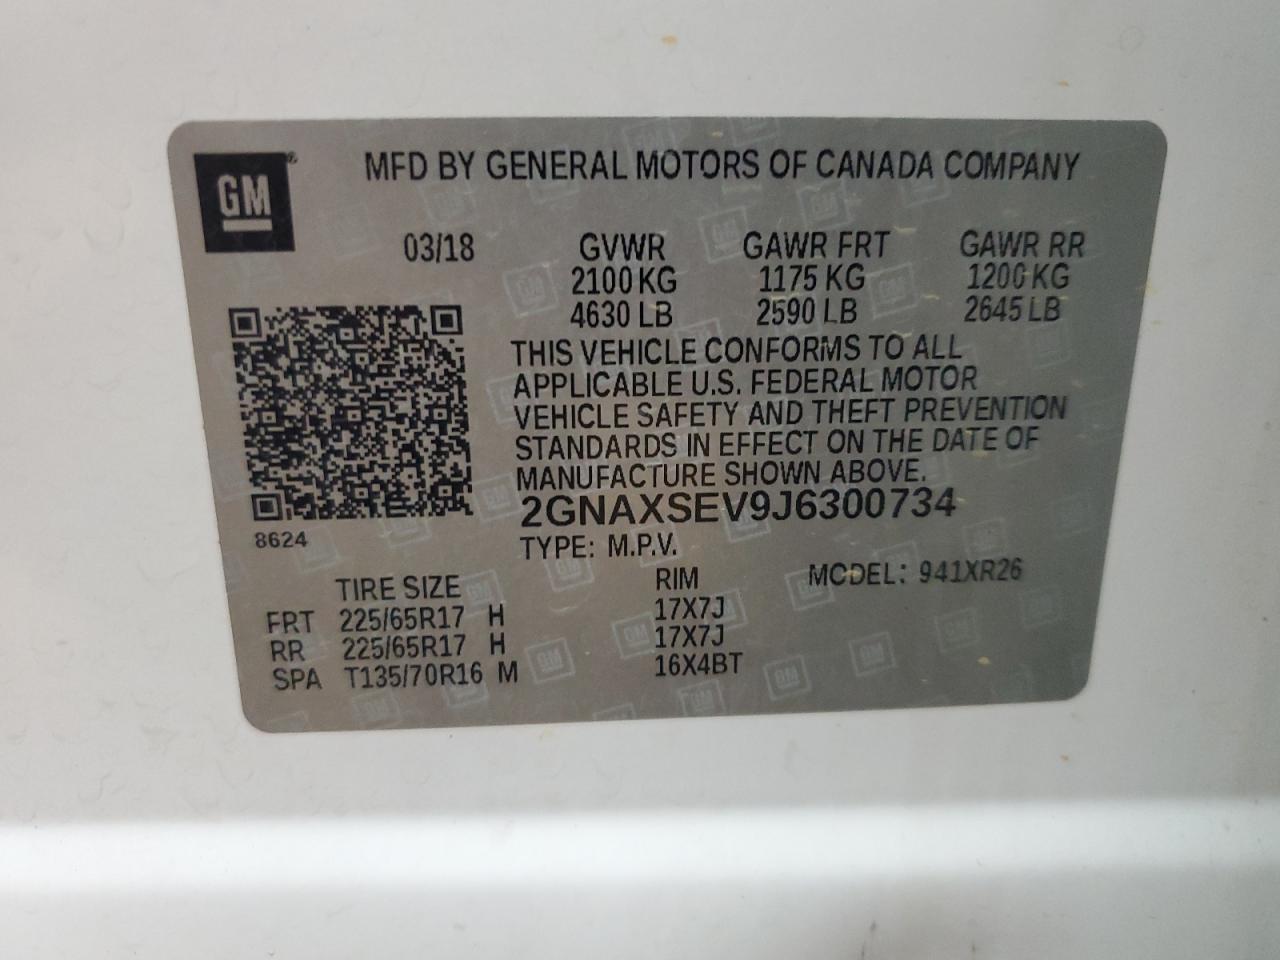 GM
MFD BY GENERAL MOTORS OF CANADA COMPANY
03/18 GVWR GAWR FRT GAWR RR
2100 KG 1175 KG 1200 KG
4630 LB 2590 LB 2645 LB
THIS VEHICLE CONFORMS TO ALL
APPLICABLE U.S. FEDERAL MOTOR
VEHICLE SAFETY AND THEFT PREVENTION
STANDARDS IN EFFECT ON THE DATE OF
MANUFACTURE SHOWN ABOVE.
2GNAXSEV9J6300734
8624
TYPE: M.P.V.
MODEL: 941XR26
TIRE SIZE RIM
FRT 225/65R17 H 17X7J
RR 225/65R17 H 17X7J
SPA T135/70R16 M 16X4BT